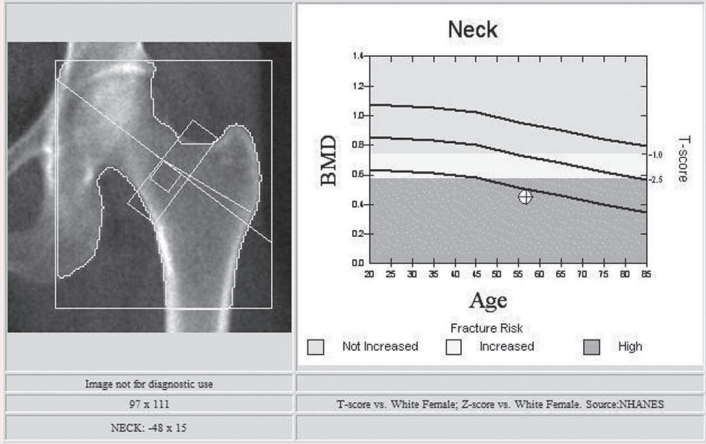 Neck
BMD
1.4
1.2
1.0
0.8
0.6
0.4
0.2
0.0
T-score
-1.0
-2.5
20 25 30 35 40 45 50 55 60 65 70 75 80 85
Age
Fracture Risk
Not Increased Increased High
Image not for diagnostic use
97 x 111
T-score vs. White Female; Z-score vs. White Female. Source:NHANES
NECK: -48 x 15